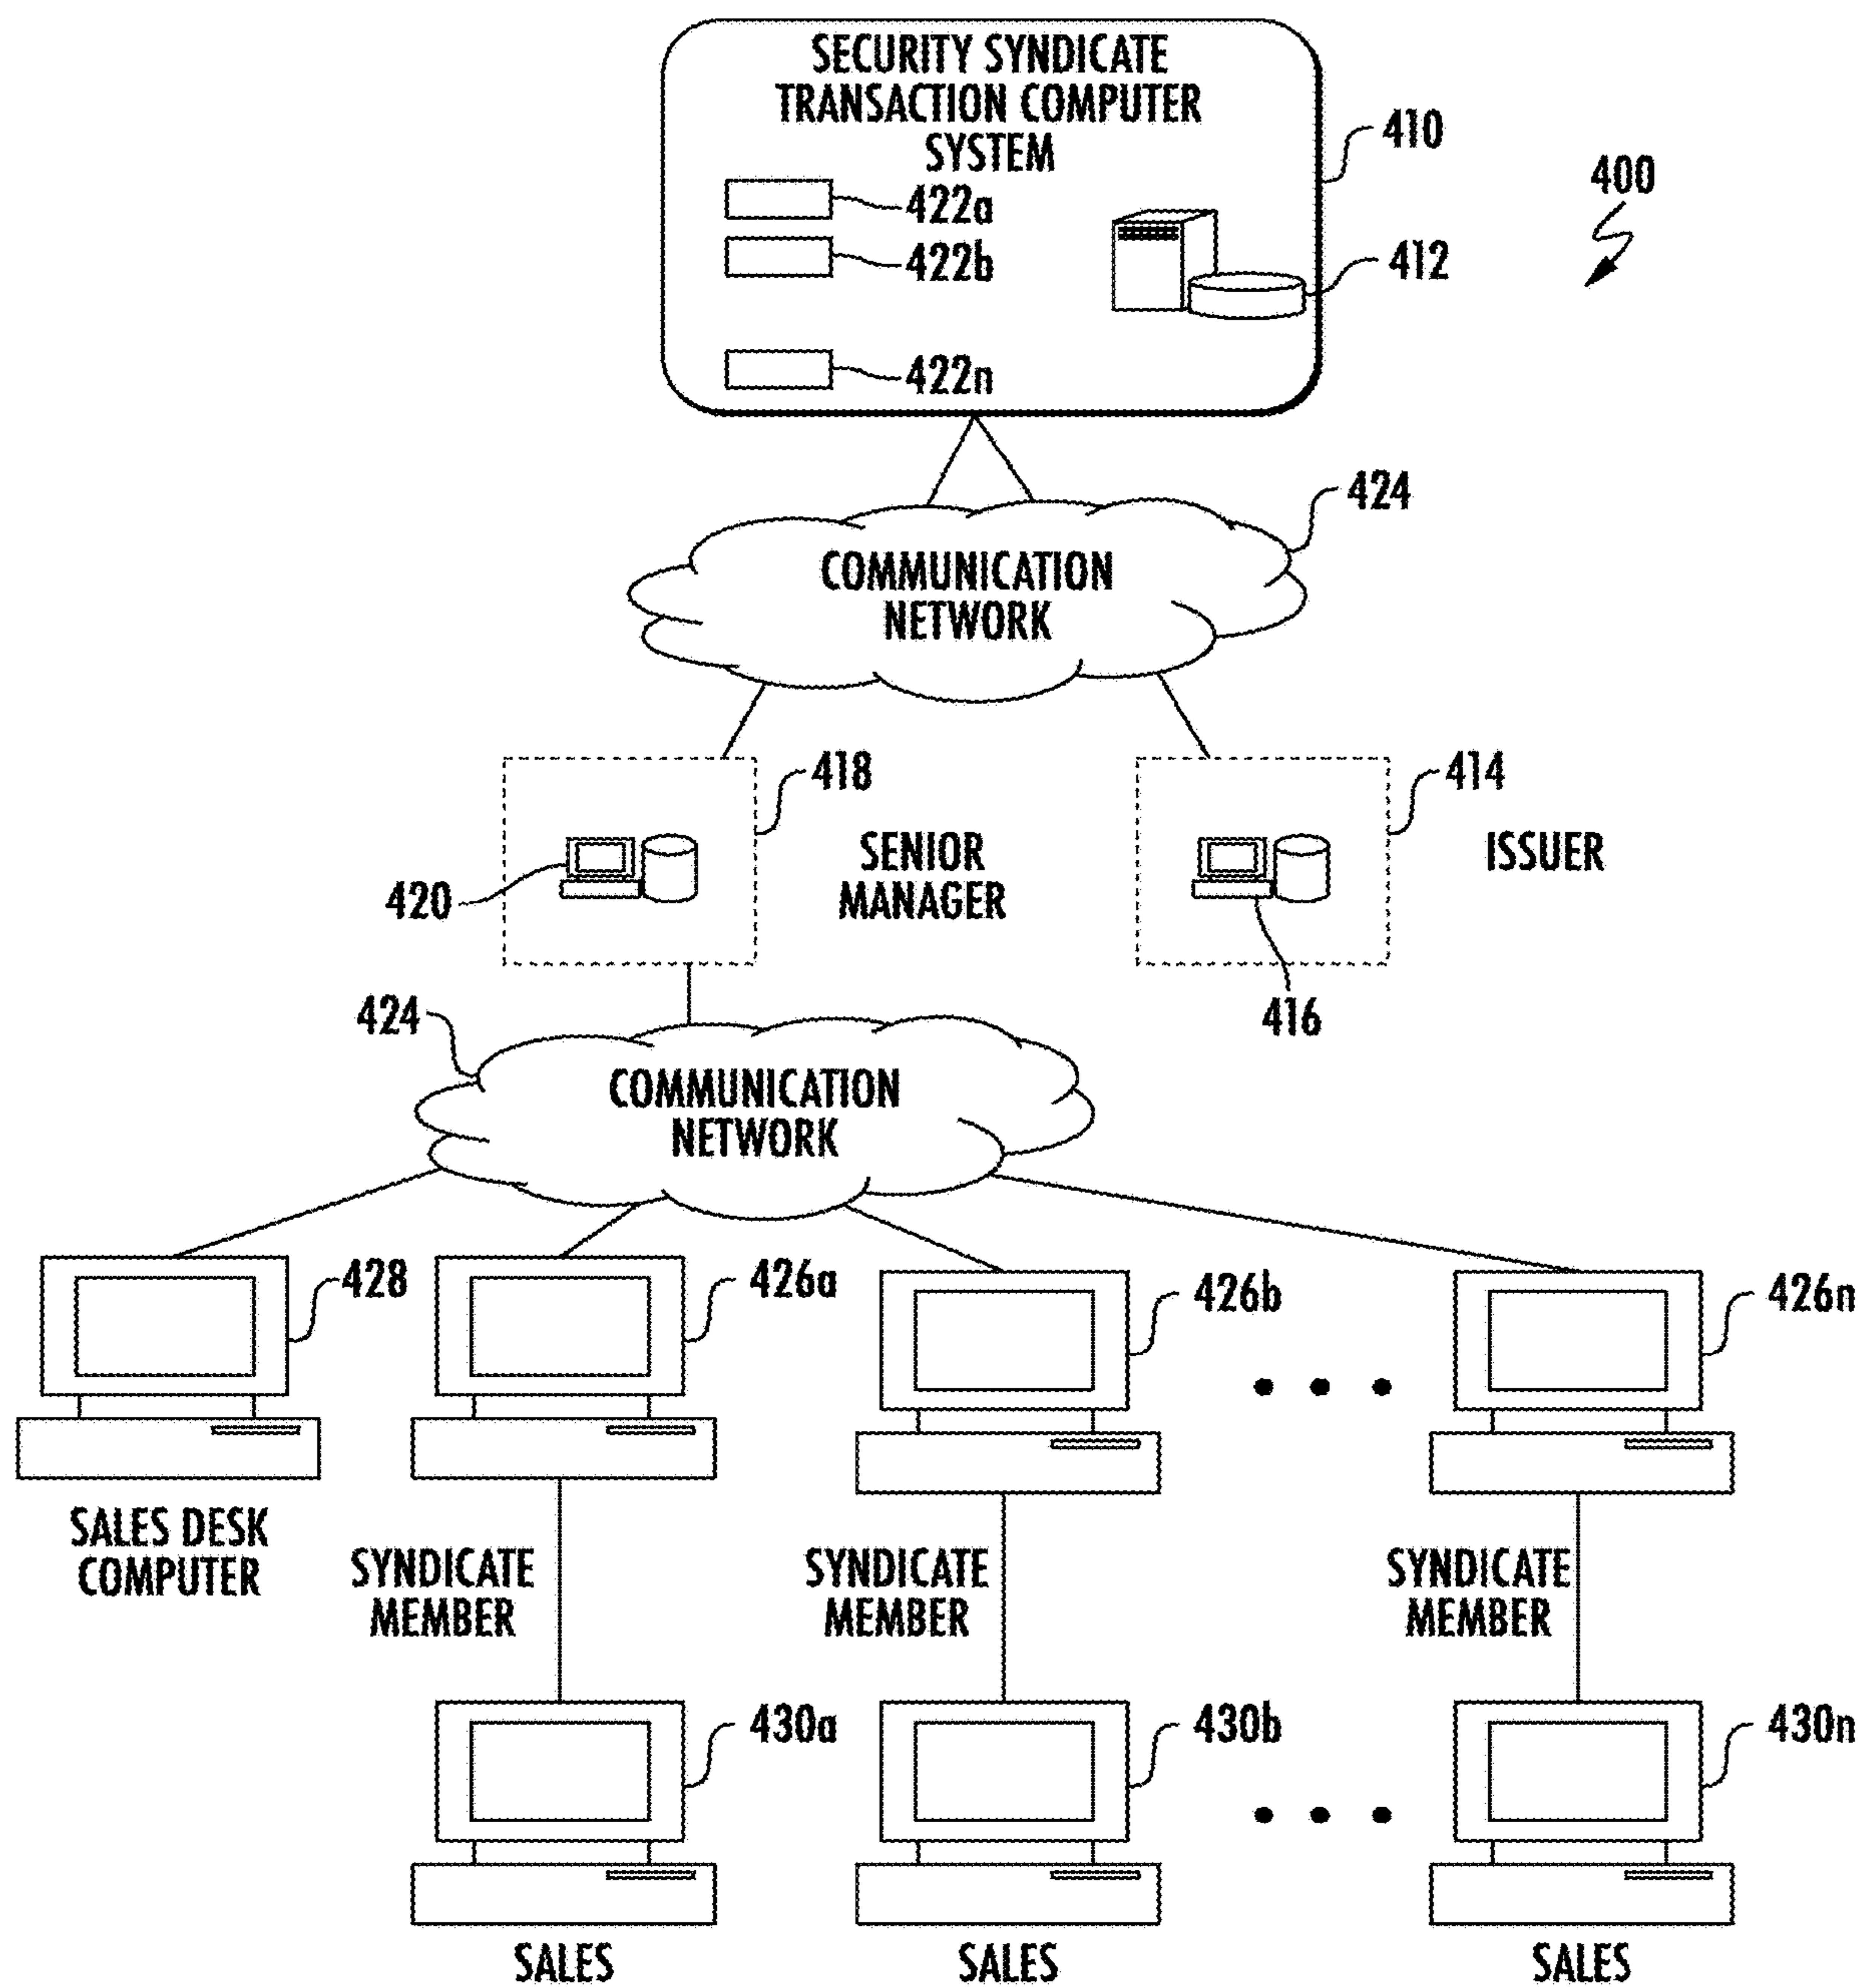 SECURITY SYNDICATE
TRANSACTION COMPUTER
SYSTEM
410
400
422a
422b
412
422n
424
COMMUNICATION
NETWORK
418
414
SENIOR
MANAGER
ISSUER
420
416
424
COMMUNICATION
NETWORK
428
426a
426b
426n
SALES DESK
COMPUTER
SYNDICATE
MEMBER
SYNDICATE
MEMBER
SYNDICATE
MEMBER
430a
430b
430n
SALES
SALES
SALES